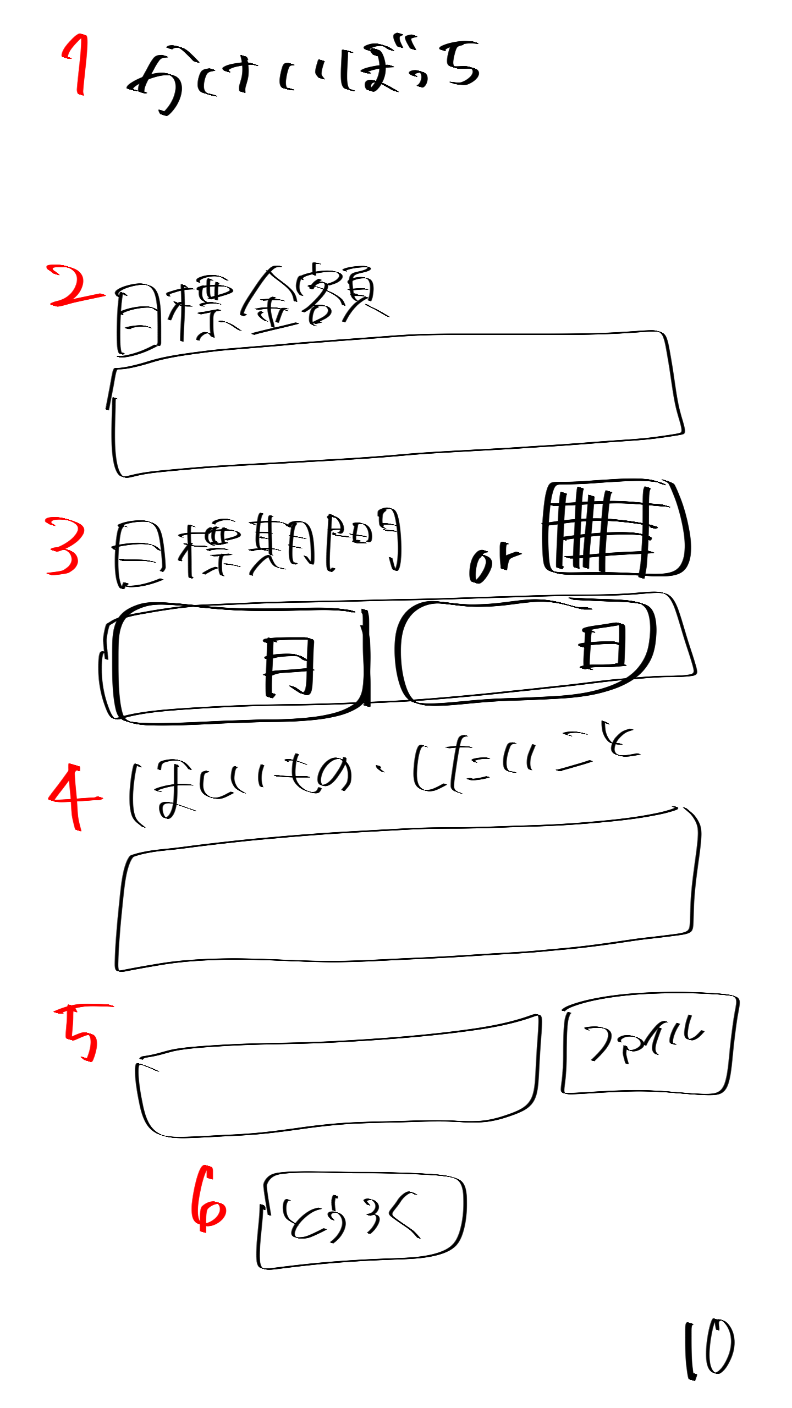 1 かけいぼっち
2 目標金額
3 目標期間 or
月 日
4 ほしいもの・したいこと
5 ファイル
6 とうろく
10